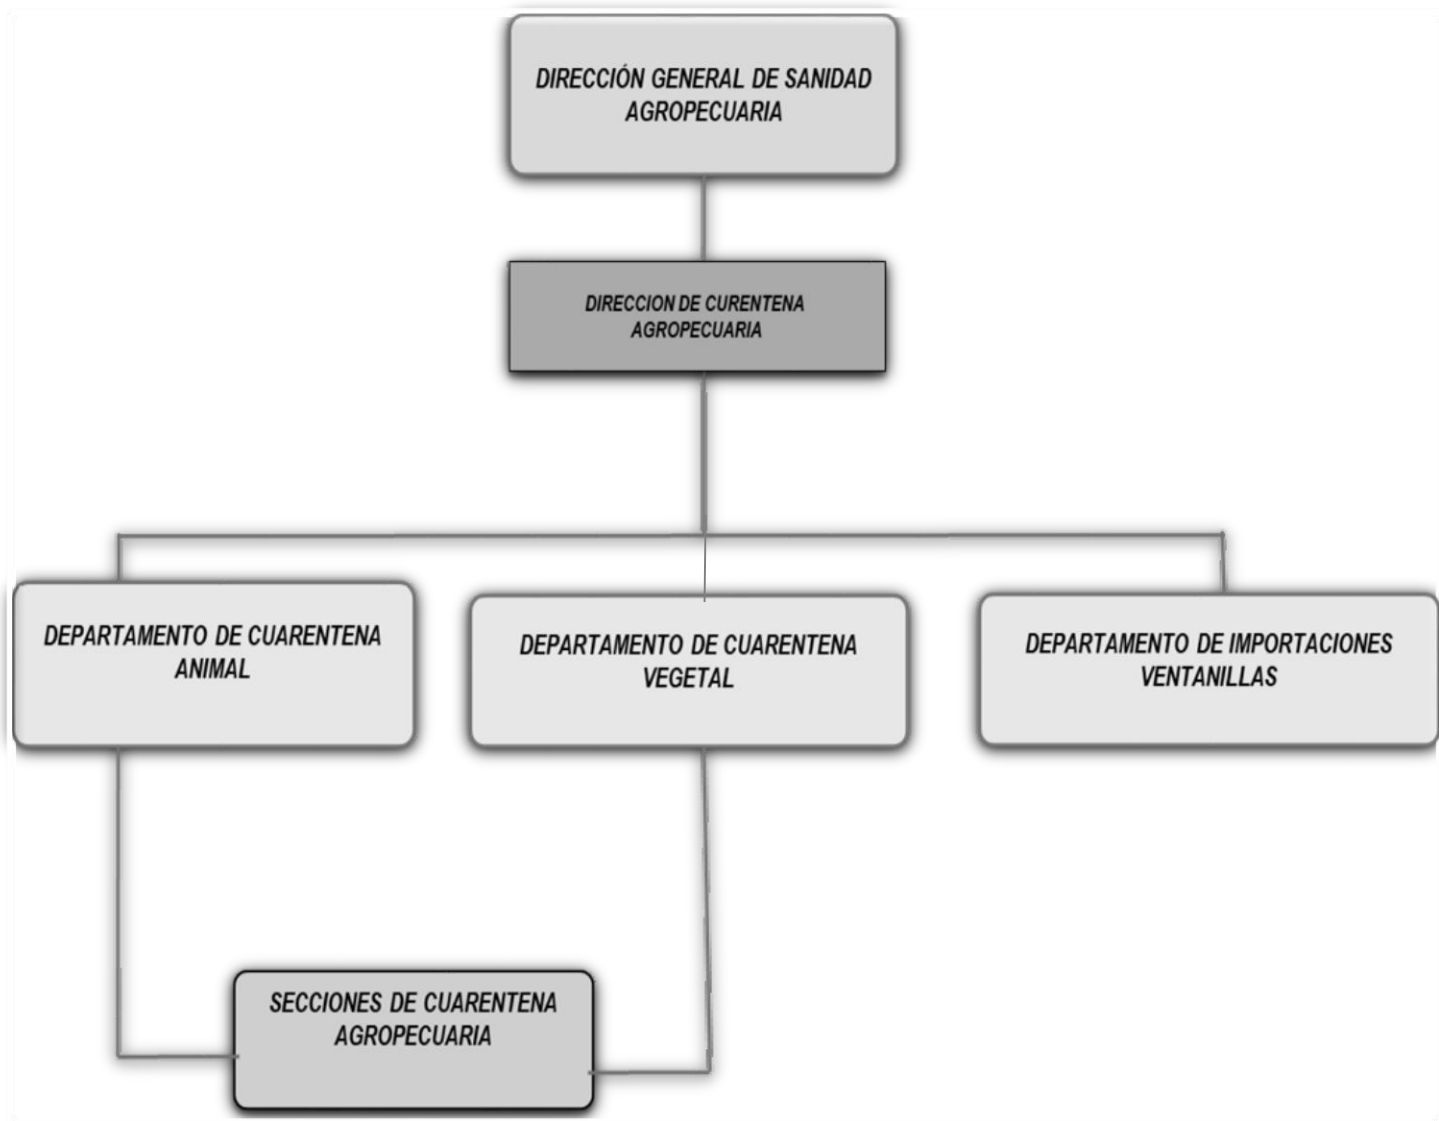 DIRECCIÓN GENERAL DE SANIDAD
AGROPECUARIA
DIRECCION DE CURENTENA
AGROPECUARIA
DEPARTAMENTO DE CUARENTENA
ANIMAL
DEPARTAMENTO DE CUARENTENA
VEGETAL
DEPARTAMENTO DE IMPORTACIONES
VENTANILLAS
SECCIONES DE CUARENTENA
AGROPECUARIA